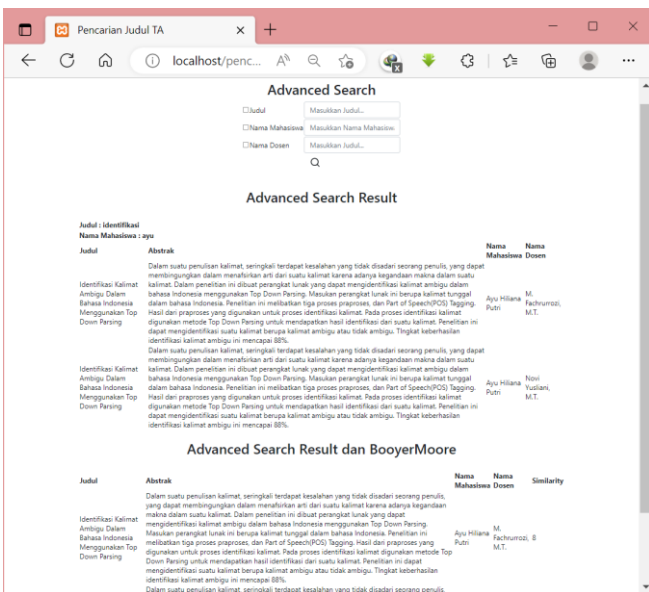 Pencarian Judul TA
localhost/penc...
Advanced Search
Judul Masukkan Judul...
Nama Mahasiswa Masukkan Nama Mahasisw
Nama Dosen Masukkan Judul...
Advanced Search Result
Judul : identifikasi
Nama Mahasiswa : ayu
Judul Abstrak Nama Mahasiswa Nama Dosen
Identifikasi Kalimat
Ambigu Dalam
Bahasa Indonesia
Menggunakan Top
Down Parsing
Dalam suatu penulisan kalimat, seringkali terdapat kesalahan yang tidak disadari seorang penulis, yang dapat
membingungkan dalam menafsirkan arti dari suatu kalimat karena adanya kegandaan makna dalam suatu
kalimat. Dalam penelitian ini dibuat perangkat lunak yang dapat mengidentifikasi kalimat ambigu dalam
bahasa Indonesia menggunakan Top Down Parsing. Masukan perangkat lunak ini berupa kalimat tunggal
dalam bahasa Indonesia. Penelitian ini melibatkan tiga proses praproses, dan Part of Speech(POS) Tagging.
Hasil dari praproses yang digunakan untuk proses identifikasi kalimat. Pada proses identifikasi kalimat
digunakan metode Top Down Parsing untuk mendapatkan hasil identifikasi dari suatu kalimat. Penelitian ini
dapat mengidentifikasi suatu kalimat berupa kalimat ambigu atau tidak ambigu. TIngkat keberhasilan
identifikasi kalimat ambigu ini mencapai 88%.
Ayu Hiliana
Putri
M.
Fachrurrozi,
M.T.
Identifikasi Kalimat
Ambigu Dalam
Bahasa Indonesia
Menggunakan Top
Down Parsing
Dalam suatu penulisan kalimat, seringkali terdapat kesalahan yang tidak disadari seorang penulis, yang dapat
membingungkan dalam menafsirkan arti dari suatu kalimat karena adanya kegandaan makna dalam suatu
kalimat. Dalam penelitian ini dibuat perangkat lunak yang dapat mengidentifikasi kalimat ambigu dalam
bahasa Indonesia menggunakan Top Down Parsing. Masukan perangkat lunak ini berupa kalimat tunggal
dalam bahasa Indonesia. Penelitian ini melibatkan tiga proses praproses, dan Part of Speech(POS) Tagging.
Hasil dari praproses yang digunakan untuk proses identifikasi kalimat. Pada proses identifikasi kalimat
digunakan metode Top Down Parsing untuk mendapatkan hasil identifikasi dari suatu kalimat. Penelitian ini
dapat mengidentifikasi suatu kalimat berupa kalimat ambigu atau tidak ambigu. TIngkat keberhasilan
identifikasi kalimat ambigu ini mencapai 88%.
Ayu Hiliana
Putri
Novi
Yusliani,
M.T.
Advanced Search Result dan BooyerMoore
Judul Abstrak Nama Mahasiswa Nama Dosen Similarity
Identifikasi Kalimat
Ambigu Dalam
Bahasa Indonesia
Menggunakan Top
Down Parsing
Dalam suatu penulisan kalimat, seringkali terdapat kesalahan yang tidak disadari seorang penulis,
yang dapat membingungkan dalam menafsirkan arti dari suatu kalimat karena adanya kegandaan
makna dalam suatu kalimat. Dalam penelitian ini dibuat perangkat lunak yang dapat
mengidentifikasi kalimat ambigu dalam bahasa Indonesia menggunakan Top Down Parsing.
Masukan perangkat lunak ini berupa kalimat tunggal dalam bahasa Indonesia. Penelitian ini
melibatkan tiga proses praproses, dan Part of Speech(POS) Tagging. Hasil dari praproses yang
digunakan untuk proses identifikasi kalimat. Pada proses identifikasi kalimat digunakan metode Top
Down Parsing untuk mendapatkan hasil identifikasi dari suatu kalimat. Penelitian ini dapat
mengidentifikasi suatu kalimat berupa kalimat ambigu atau tidak ambigu. TIngkat keberhasilan
identifikasi kalimat ambigu ini mencapai 88%.
Ayu Hiliana
Putri
M.
Fachrurrozi,
M.T.
8
Dalam suatu penulisan kalimat, seringkali terdapat kesalahan yang tidak disadari seorang penulis,